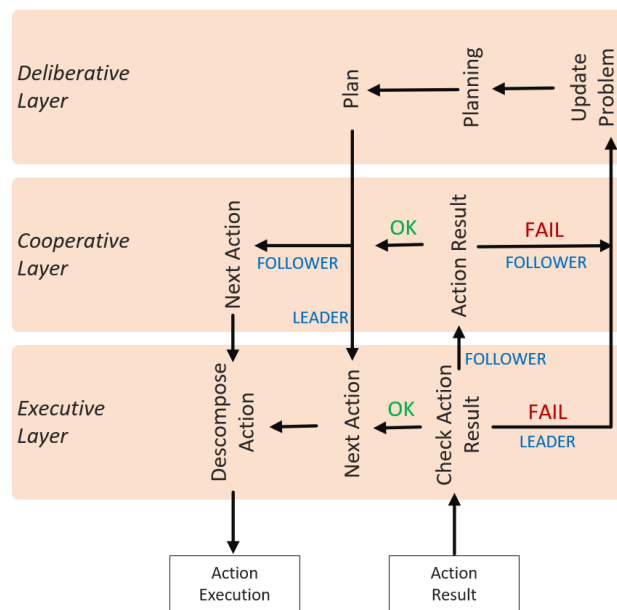 Deliberative
Layer
Plan
Planning
Update
Problem
Cooperative
Layer
Next Action
FOLLOWER
OK
Action Result
FAIL
FOLLOWER
LEADER
Executive
Layer
Descompose
Action
Next Action
OK
Check Action
Result
FOLLOWER
FAIL
LEADER
Action
Execution
Action
Result